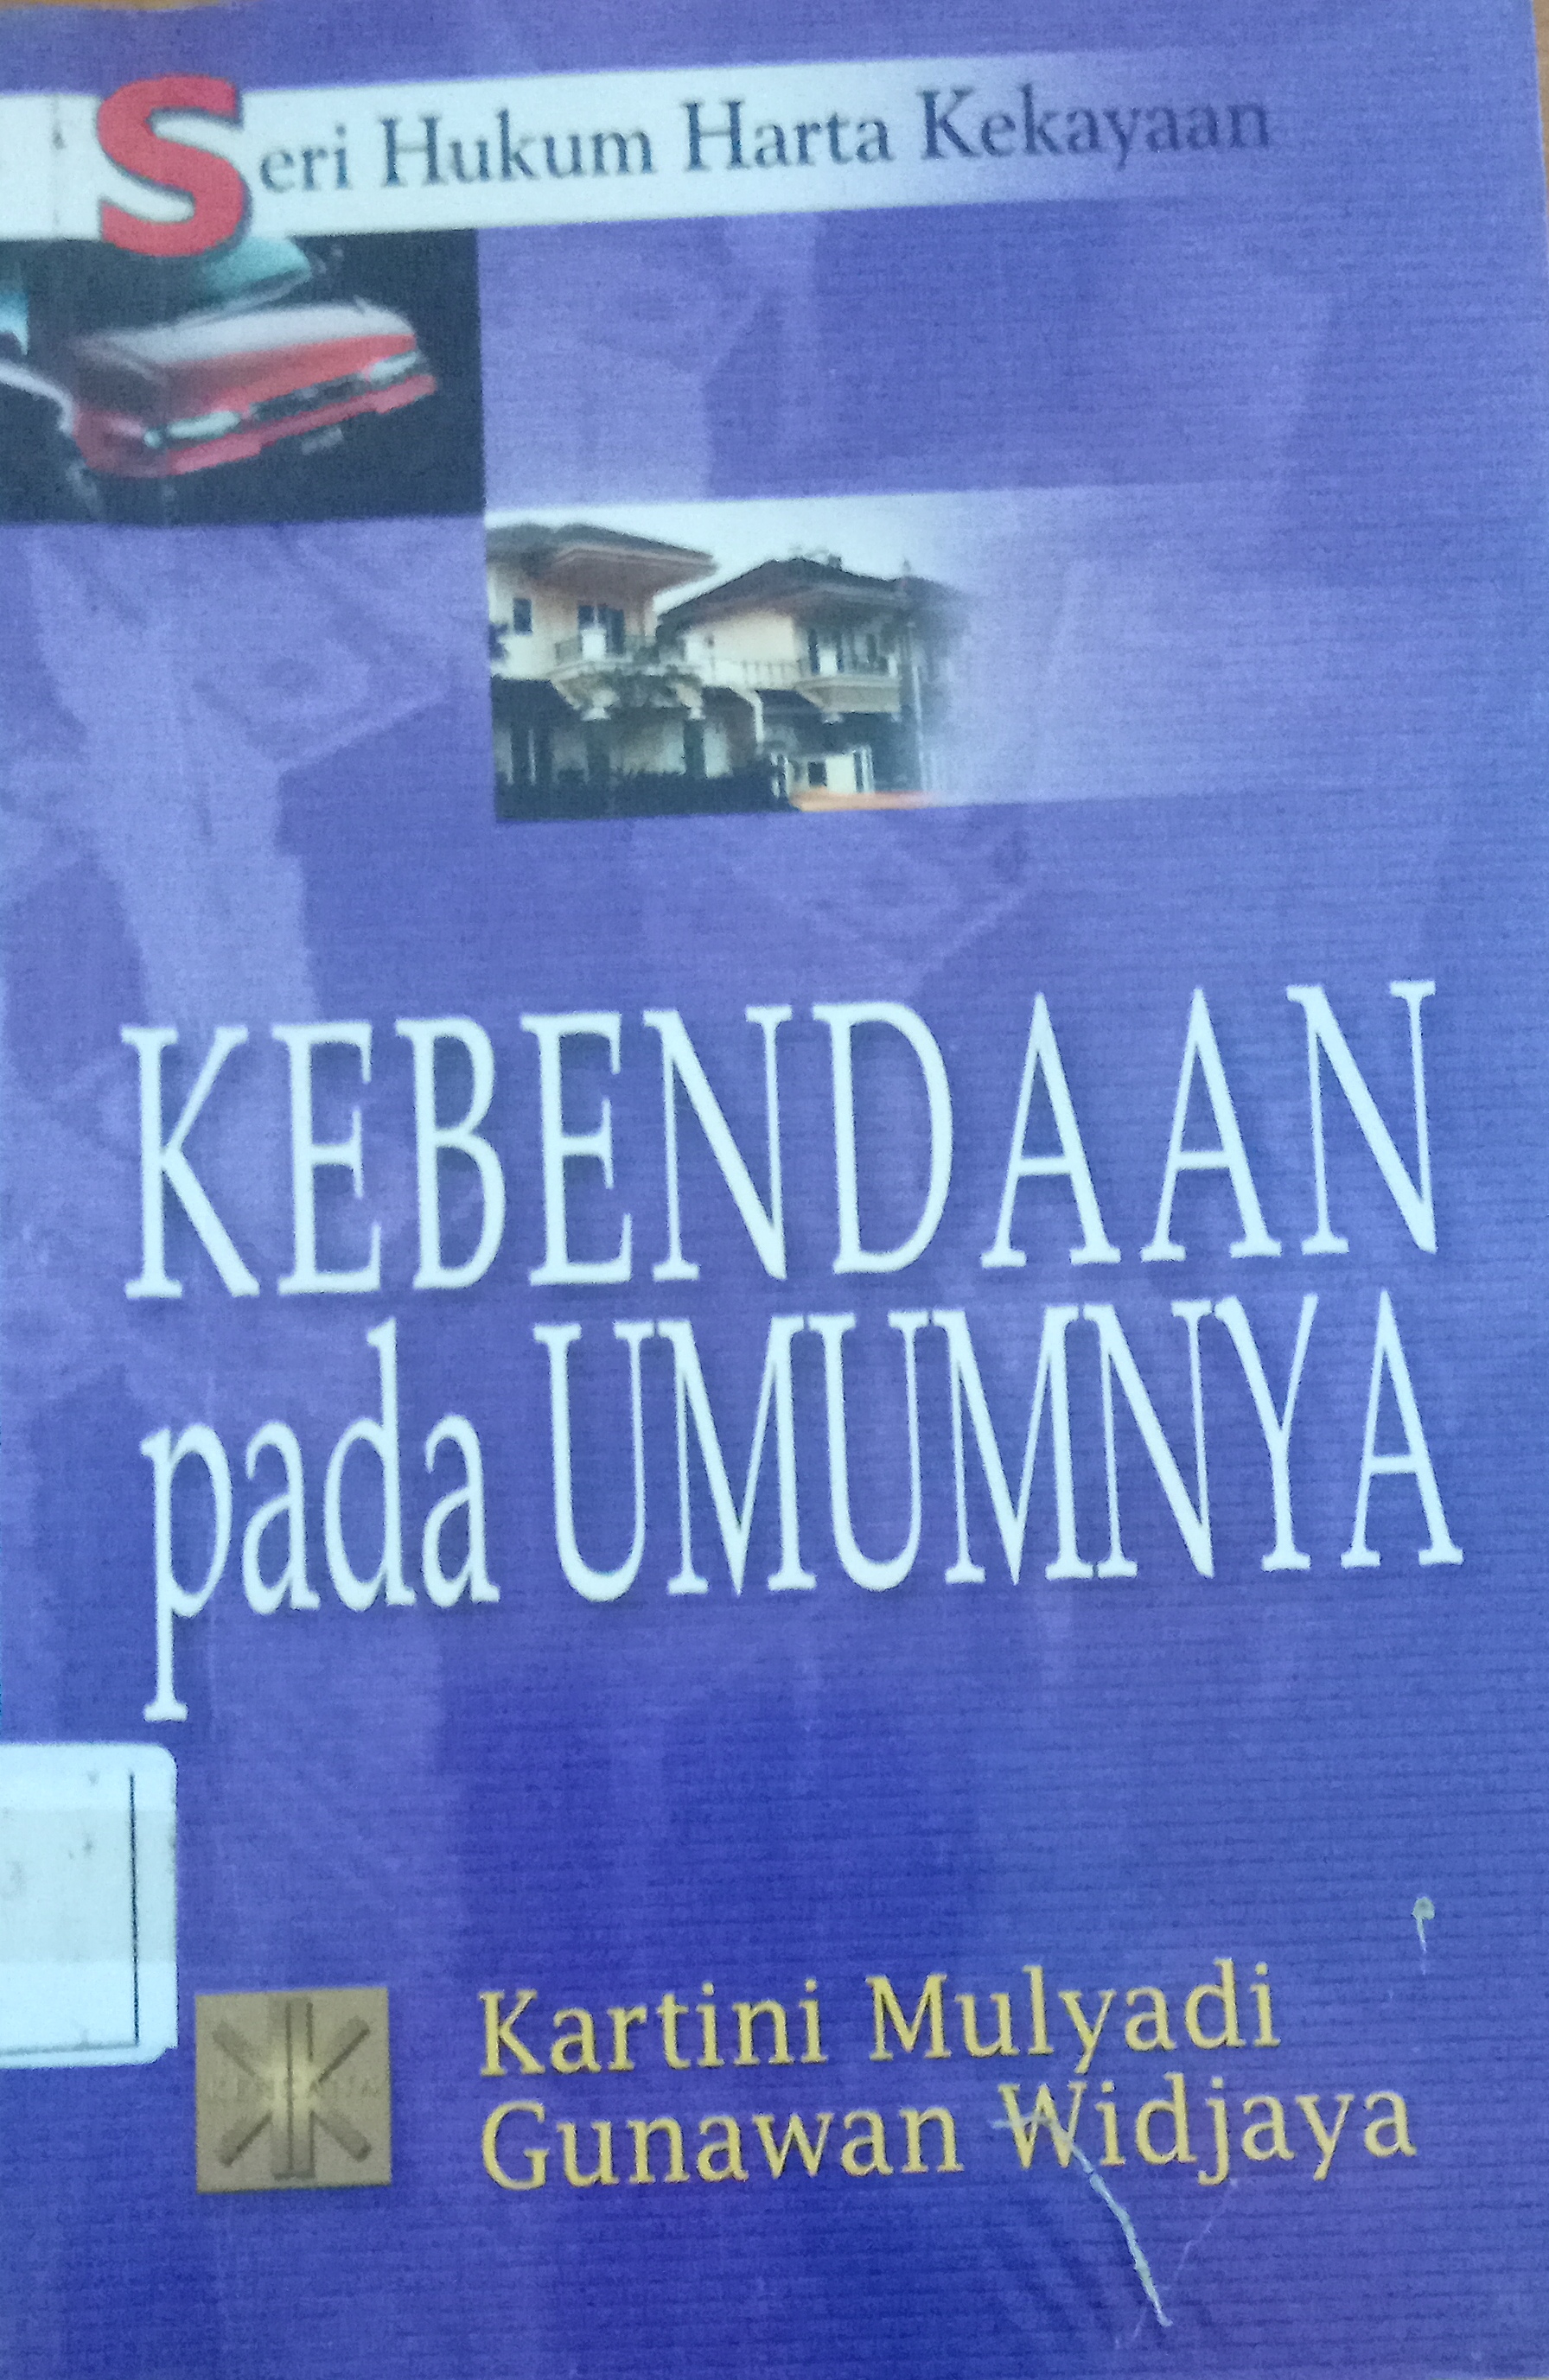 Seri Hukum Harta Kekayaan
KEBENDAAN
pada UMUMNYA
Kartini Mulyadi
Gunawan Widjaya